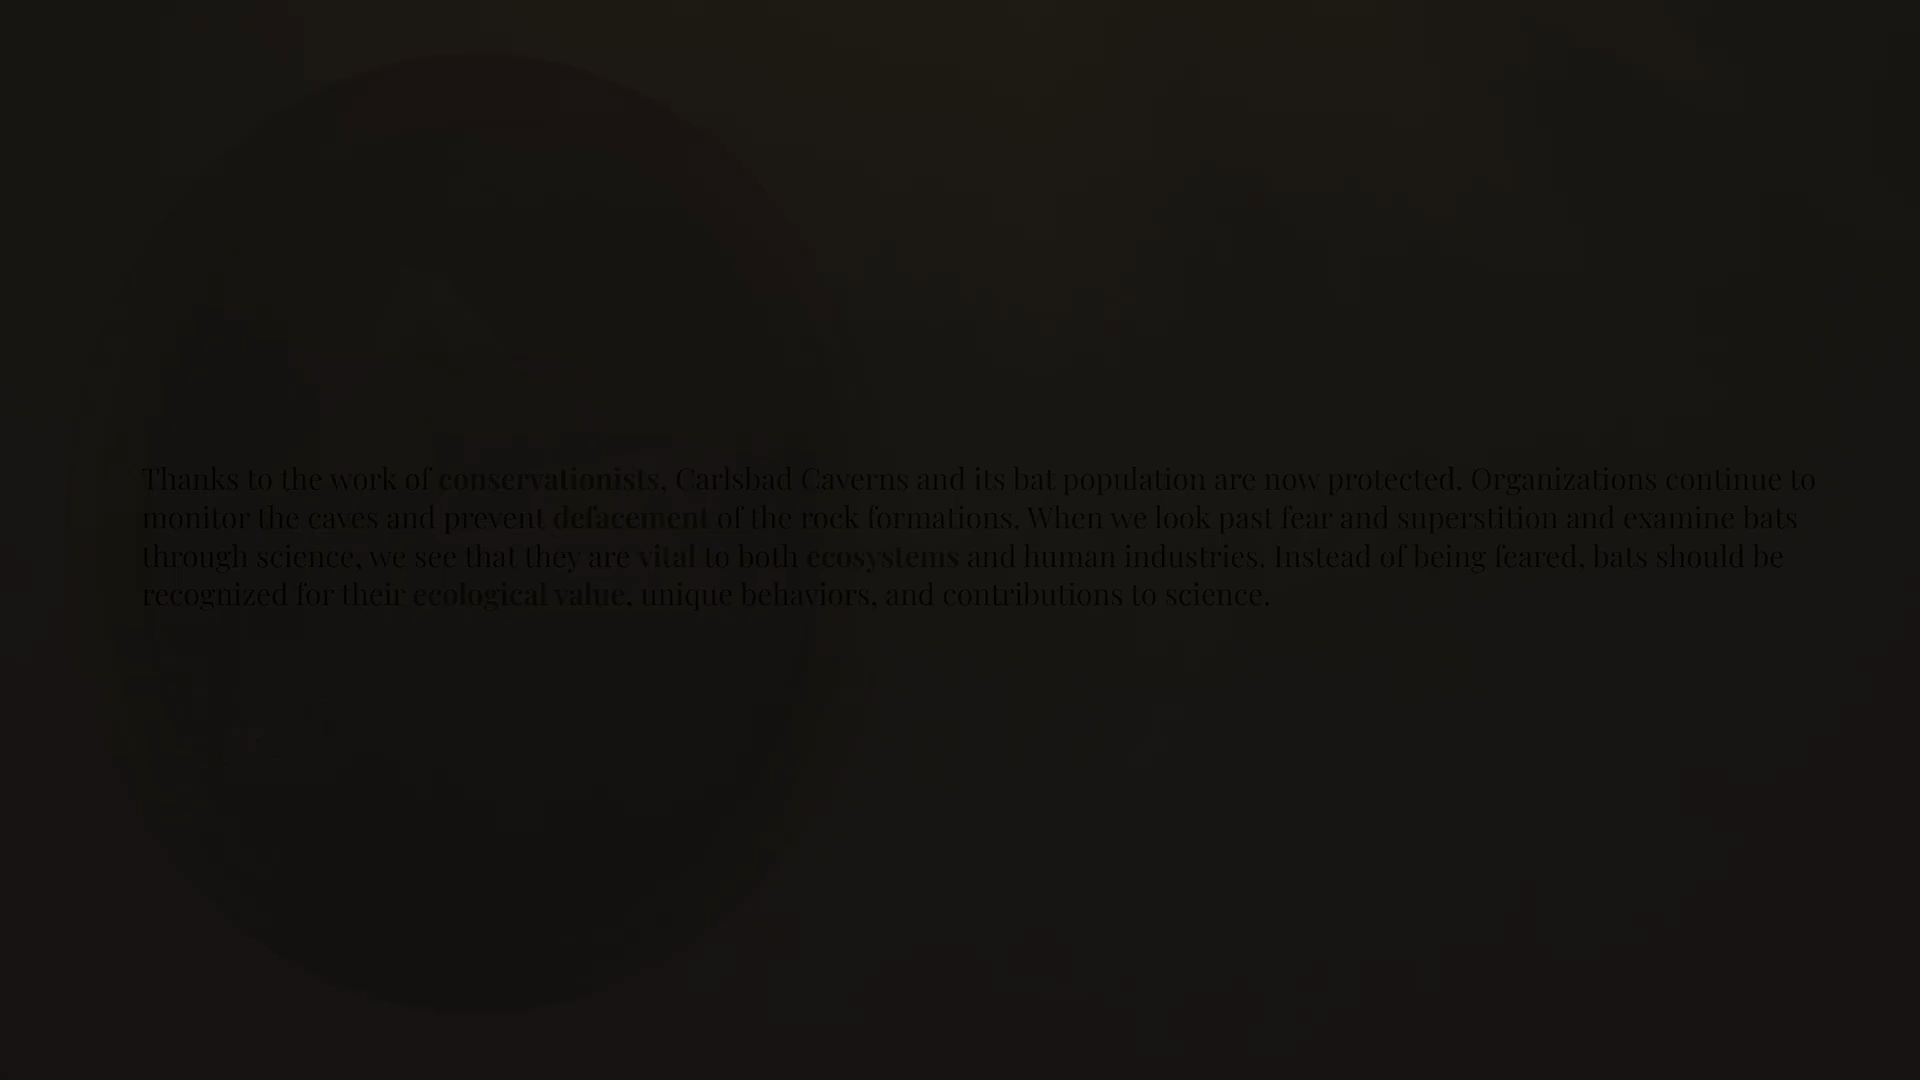 Thanks to the work of conservationists, Carlsbad Caverns and its bat population are now protected. Organizations continue to
monitor the caves and prevent defacement of the rock formations. When we look past fear and superstition and examine bats
through science, we see that they are vital to both ecosystems and human industries. Instead of being feared, bats should be
recognized for their ecological value, unique behaviors, and contributions to science.